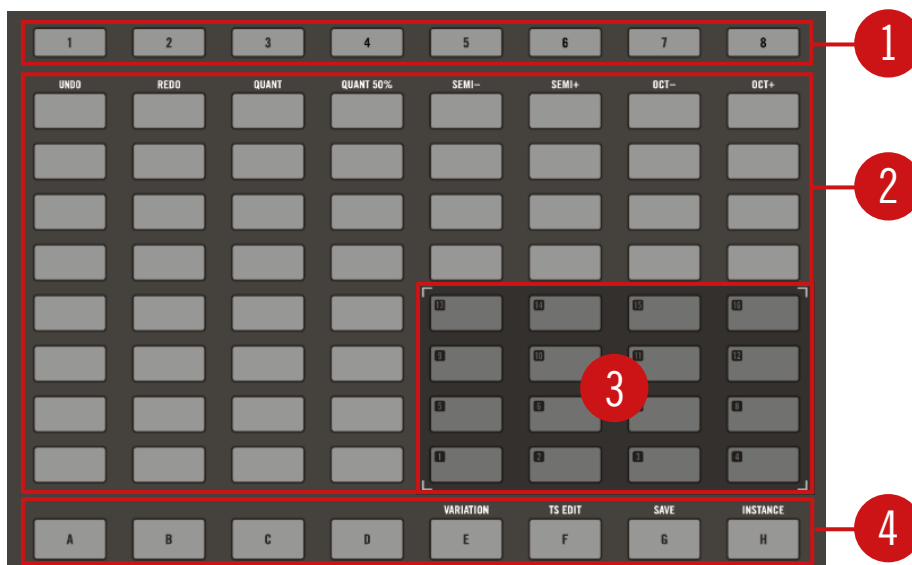 1 2 3 4 5 6 7 8
1
UNDO REDO QUANT QUANT 50% SEMI− SEMI+ OCT− OCT+
2
13 14 15 16
9 10 11 12
3
5 6 8
1 2 3 4
VARIATION TS EDIT SAVE INSTANCE
A B C D E F G H
4